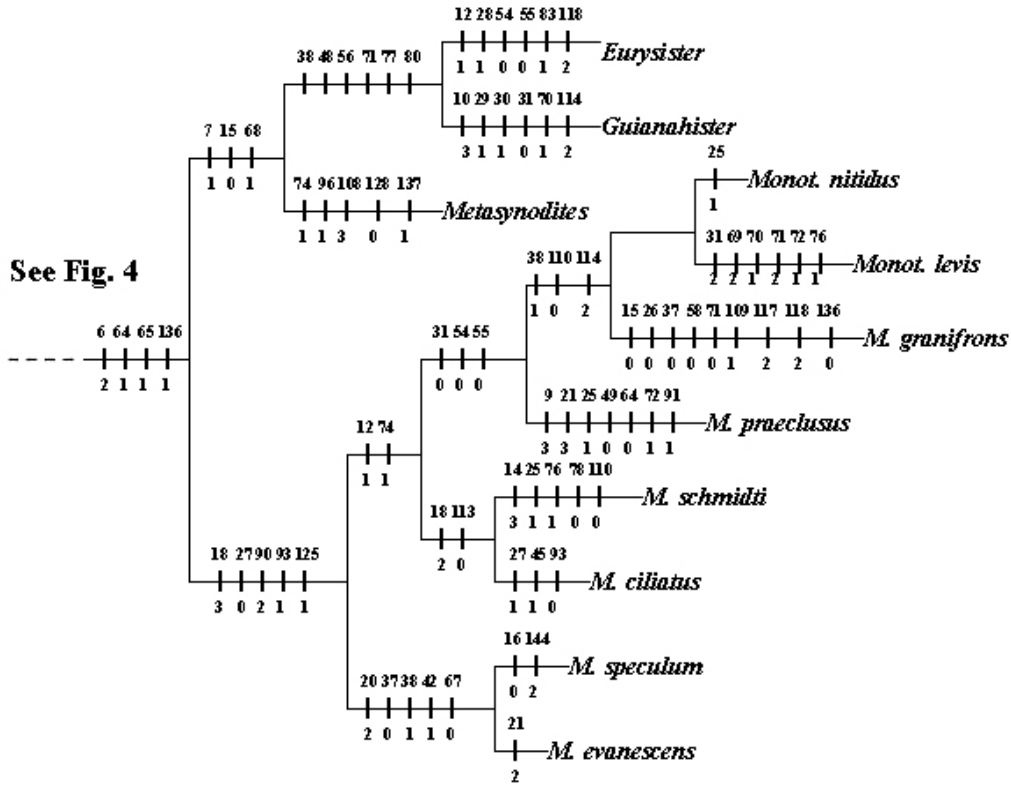 12 28 54 55 83 118
Eurysister
1 1 0 0 1 2
38 48 56 71 77 80
10 29 30 31 70 114
Guianahister
3 1 1 0 1 2
7 15 68
1 0 1
74 96 108 128 137
Metasynodites
1 1 3 0 1
25
Monot. nitidus
1
31 69 70 71 72 76
Monot. levis
2 2 1 2 1 1
38 110 114
1 0 2
15 26 37 58 71 109 117 118 136
M. granifrons
0 0 0 0 0 1 2 2 0
See Fig. 4
6 64 65 136
2 1 1 1
31 54 55
0 0 0
9 21 25 49 64 72 91
M. praeclusus
3 3 1 0 0 1 1
12 74
1 1
14 25 76 78 110
M. schmidti
3 1 1 0 0
18 113
2 0
27 45 93
M. ciliatus
1 1 0
18 27 90 93 125
3 0 2 1 1
16 144
M. speculum
0 2
20 37 38 42 67
2 0 1 1 0
21
M. evanescens
2